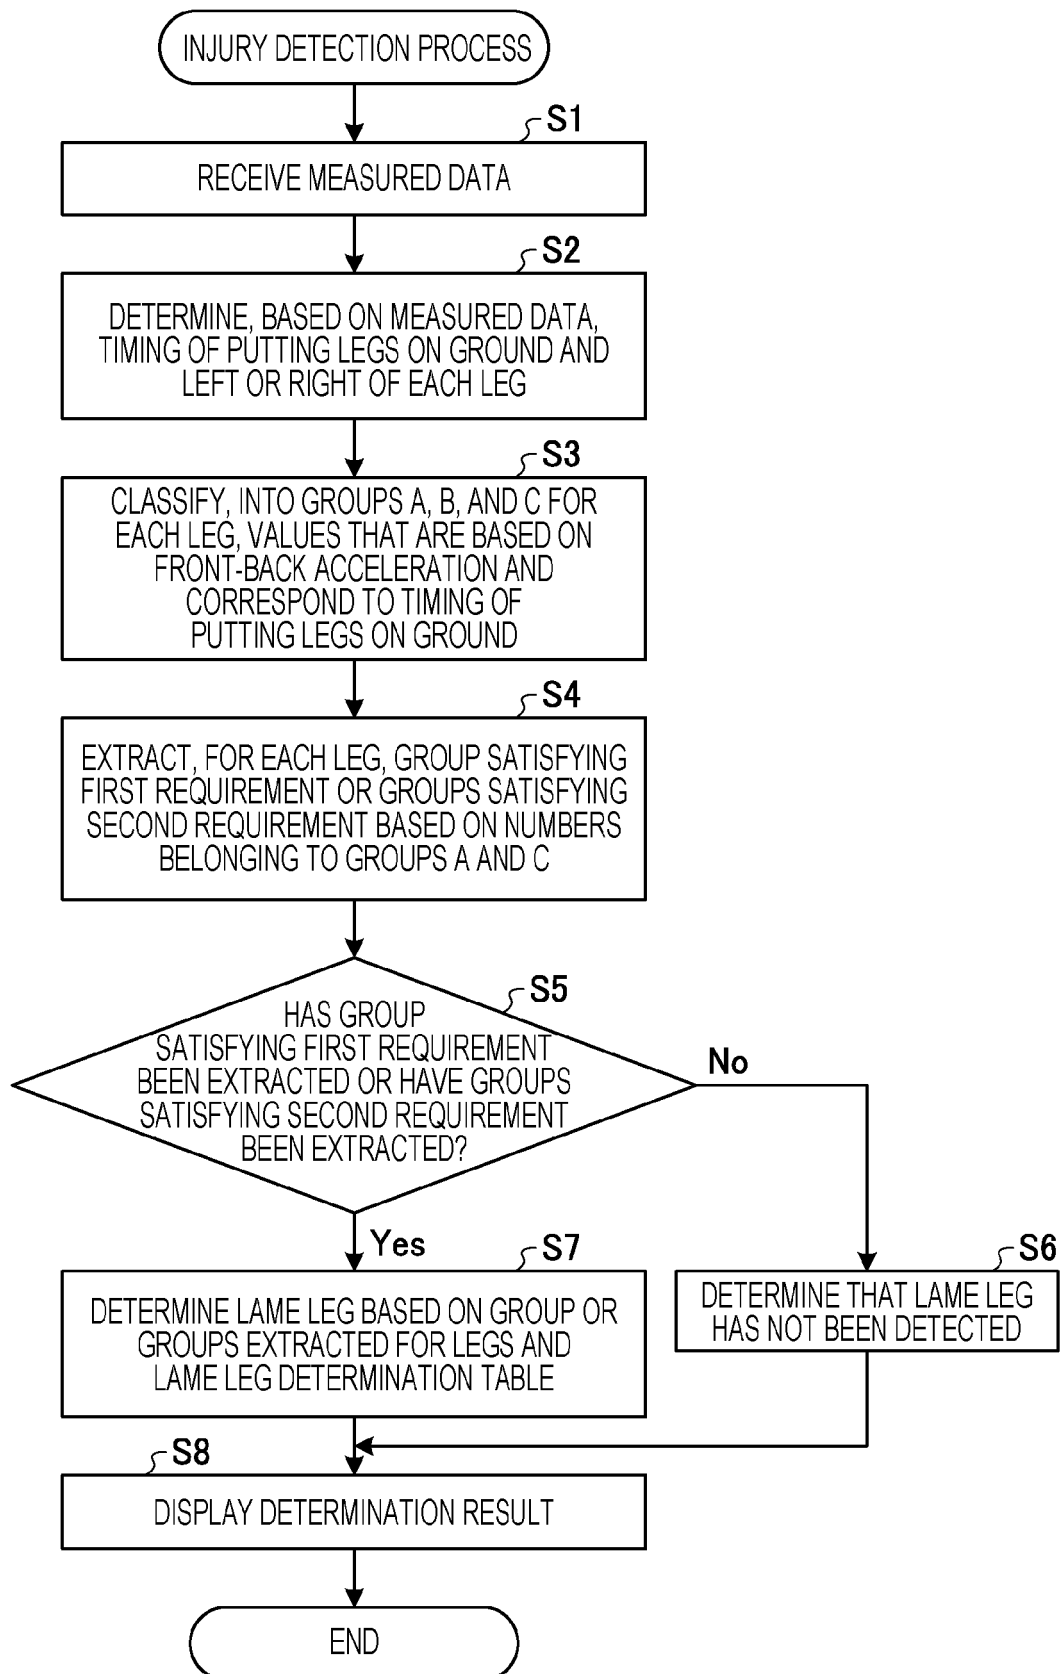 INJURY DETECTION PROCESS
S1
RECEIVE MEASURED DATA
S2
DETERMINE, BASED ON MEASURED DATA,
TIMING OF PUTTING LEGS ON GROUND AND
LEFT OR RIGHT OF EACH LEG
S3
CLASSIFY, INTO GROUPS A, B, AND C FOR
EACH LEG, VALUES THAT ARE BASED ON
FRONT-BACK ACCELERATION AND
CORRESPOND TO TIMING OF
PUTTING LEGS ON GROUND
S4
EXTRACT, FOR EACH LEG, GROUP SATISFYING
FIRST REQUIREMENT OR GROUPS SATISFYING
SECOND REQUIREMENT BASED ON NUMBERS
BELONGING TO GROUPS A AND C
S5
HAS GROUP
SATISFYING FIRST REQUIREMENT
BEEN EXTRACTED OR HAVE GROUPS
SATISFYING SECOND REQUIREMENT
BEEN EXTRACTED?
No
Yes
S7
DETERMINE LAME LEG BASED ON GROUP OR
GROUPS EXTRACTED FOR LEGS AND
LAME LEG DETERMINATION TABLE
S6
DETERMINE THAT LAME LEG
HAS NOT BEEN DETECTED
S8
DISPLAY DETERMINATION RESULT
END